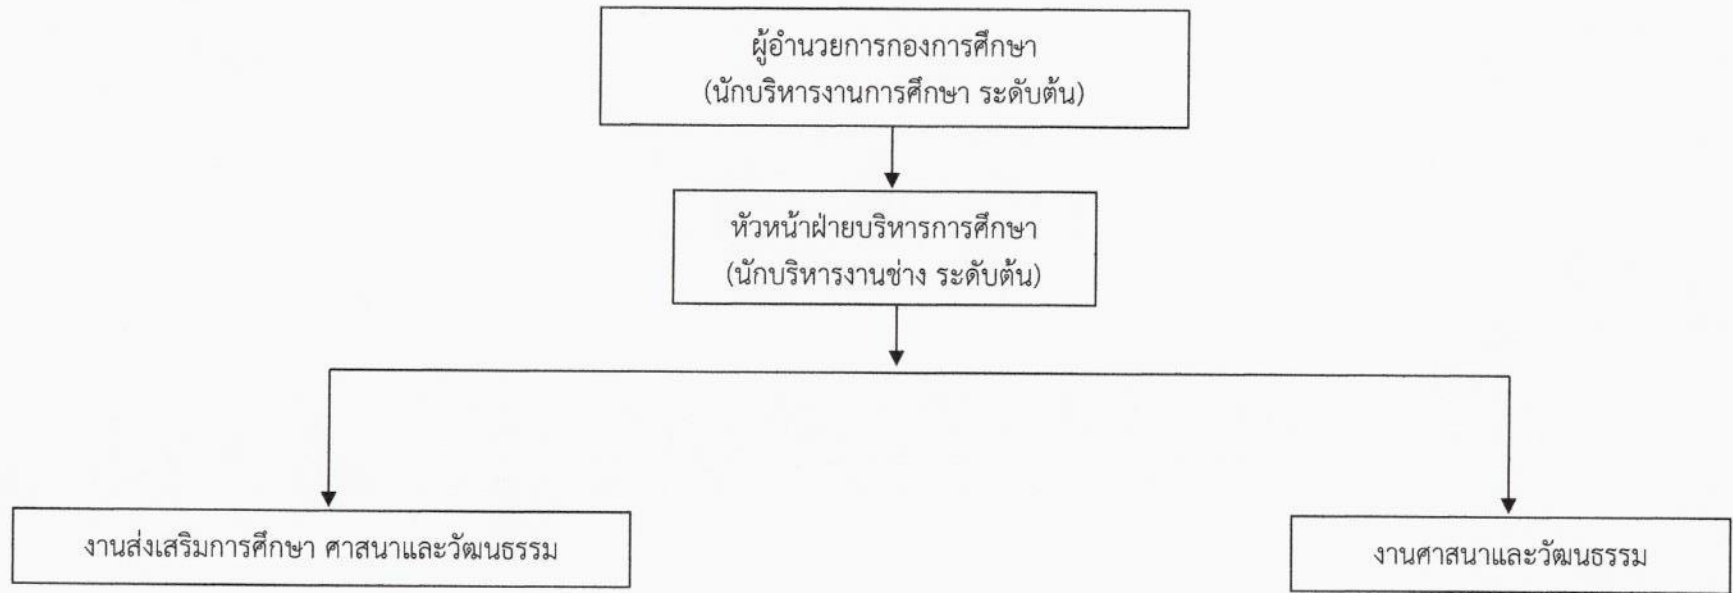 ผู้อำนวยการกองการศึกษา
(นักบริหารงานการศึกษา ระดับต้น)
หัวหน้าฝ่ายบริหารการศึกษา
(นักบริหารงานช่าง ระดับต้น)
งานส่งเสริมการศึกษา ศาสนาและวัฒนธรรม
งานศาสนาและวัฒนธรรม